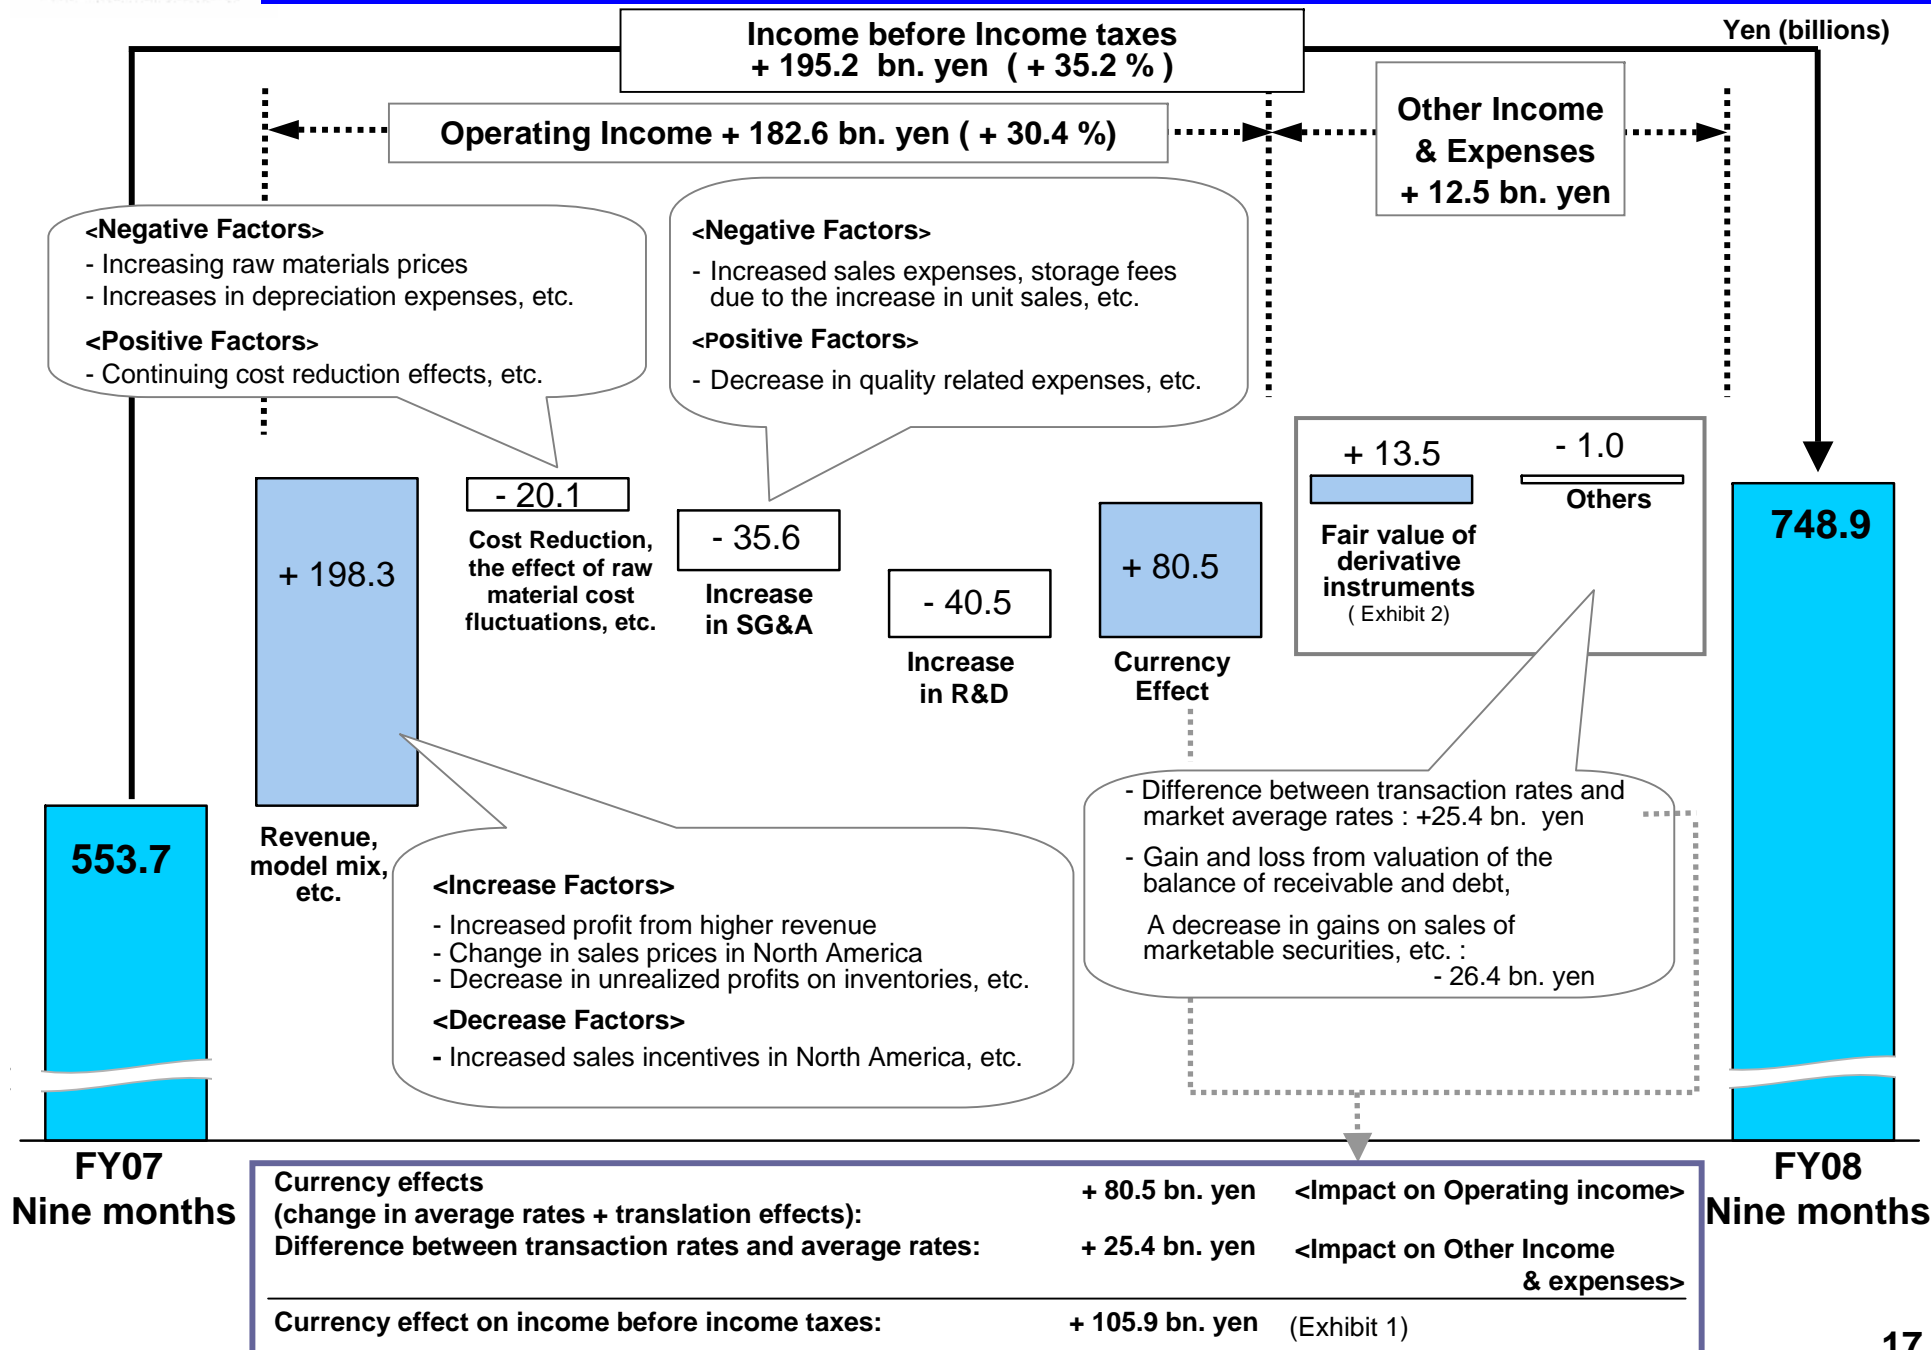 Yen (billions)
Income before Income taxes
+ 195.2 bn. yen ( + 35.2 % )
Operating Income + 182.6 bn. yen ( + 30.4 %)
Other Income
& Expenses
+ 12.5 bn. yen
<Negative Factors>
- Increasing raw materials prices
- Increases in depreciation expenses, etc.
<Positive Factors>
- Continuing cost reduction effects, etc.
<Negative Factors>
- Increased sales expenses, storage fees
due to the increase in unit sales, etc.
<Positive Factors>
- Decrease in quality related expenses, etc.
+ 198.3
Revenue,
model mix,
etc.
- 20.1
Cost Reduction,
the effect of raw
material cost
fluctuations, etc.
- 35.6
Increase
in SG&A
- 40.5
Increase
in R&D
+ 80.5
Currency
Effect
+ 13.5
Fair value of
derivative
instruments
( Exhibit 2)
- 1.0
Others
553.7
748.9
<Increase Factors>
- Increased profit from higher revenue
- Change in sales prices in North America
- Decrease in unrealized profits on inventories, etc.
<Decrease Factors>
- Increased sales incentives in North America, etc.
- Difference between transaction rates and
market average rates : +25.4 bn. yen
- Gain and loss from valuation of the
balance of receivable and debt,
A decrease in gains on sales of
marketable securities, etc. :
- 26.4 bn. yen
FY07
Nine months
FY08
Nine months
Currency effects
(change in average rates + translation effects):
+ 80.5 bn. yen <Impact on Operating income>
Difference between transaction rates and average rates: + 25.4 bn. yen <Impact on Other Income
& expenses>
Currency effect on income before income taxes: + 105.9 bn. yen (Exhibit 1)
17